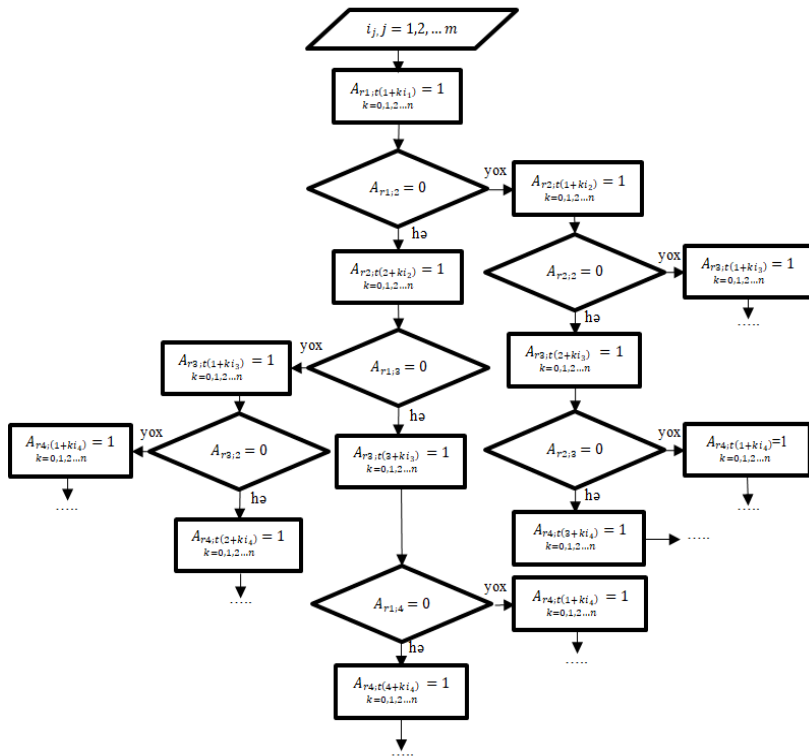 i_j, j = 1,2, … m
A_{r1;t(1+ki_1)} = 1
k=0,1,2…n
A_{r1;2} = 0
yox
A_{r2;t(1+ki_2)} = 1
k=0,1,2…n
hə
A_{r2;t(2+ki_2)} = 1
k=0,1,2…n
A_{r2;2} = 0
yox
A_{r3;t(1+ki_3)} = 1
k=0,1,2…n
…..
hə
A_{r3;t(1+ki_3)} = 1
k=0,1,2…n
yox
A_{r1;3} = 0
A_{r3;t(2+ki_3)} = 1
k=0,1,2…n
hə
A_{r4;(1+ki_4)} = 1
k=0,1,2…n
yox
A_{r3;2} = 0
A_{r3;t(3+ki_3)} = 1
k=0,1,2…n
A_{r2;3} = 0
yox
A_{r4;t(1+ki_4)}=1
k=0,1,2…n
…..
hə
hə
…..
A_{r4;t(2+ki_4)} = 1
k=0,1,2…n
A_{r4;t(3+ki_4)} = 1
k=0,1,2…n
…..
…..
A_{r1;4} = 0
yox
A_{r4;t(1+ki_4)} = 1
k=0,1,2…n
hə
…..
A_{r4;t(4+ki_4)} = 1
k=0,1,2…n
…..